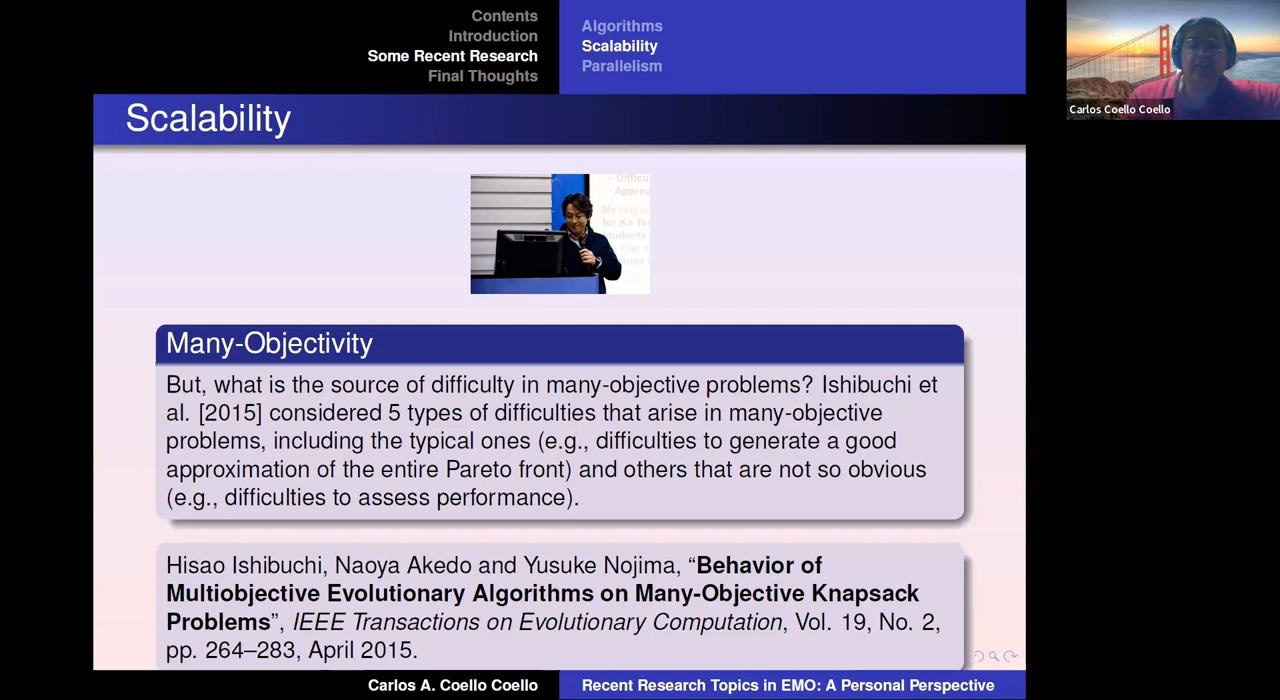 Contents
Introduction
Some Recent Research
Final Thoughts
Algorithms
Scalability
Parallelism
Carlos Coello Coello
Scalability
- Difficu
- Approa
Many-Objectivity
But, what is the source of difficulty in many-objective problems? Ishibuchi et
al. [2015] considered 5 types of difficulties that arise in many-objective
problems, including the typical ones (e.g., difficulties to generate a good
approximation of the entire Pareto front) and others that are not so obvious
(e.g., difficulties to assess performance).
Hisao Ishibuchi, Naoya Akedo and Yusuke Nojima, “Behavior of
Multiobjective Evolutionary Algorithms on Many-Objective Knapsack
Problems”, IEEE Transactions on Evolutionary Computation, Vol. 19, No. 2,
pp. 264–283, April 2015.
Carlos A. Coello Coello
Recent Research Topics in EMO: A Personal Perspective